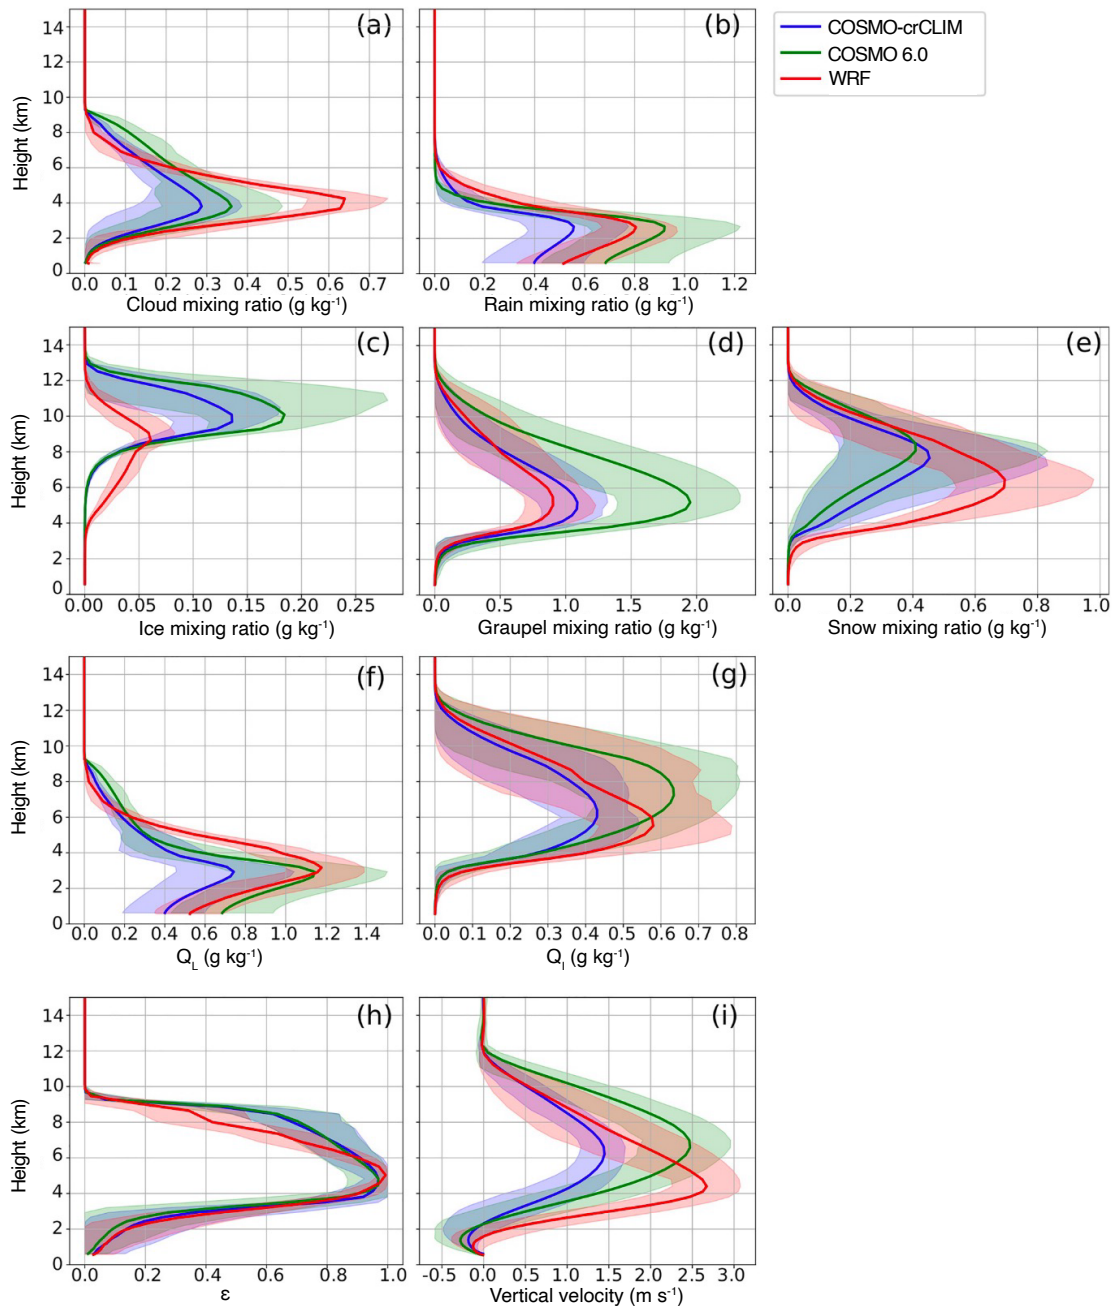 (a)
14
12
10
8
6
4
2
0
Height (km)
0.0 0.1 0.2 0.3 0.4 0.5 0.6 0.7
Cloud mixing ratio (g kg⁻¹)
(b)
0.0 0.2 0.4 0.6 0.8 1.0 1.2
Rain mixing ratio (g kg⁻¹)
COSMO-crCLIM
COSMO 6.0
WRF
(c)
14
12
10
8
6
4
2
0
Height (km)
0.00 0.05 0.10 0.15 0.20 0.25
Ice mixing ratio (g kg⁻¹)
(d)
0.0 0.5 1.0 1.5 2.0
Graupel mixing ratio (g kg⁻¹)
(e)
0.0 0.2 0.4 0.6 0.8 1.0
Snow mixing ratio (g kg⁻¹)
(f)
14
12
10
8
6
4
2
0
Height (km)
0.0 0.2 0.4 0.6 0.8 1.0 1.2 1.4
Q_L (g kg⁻¹)
(g)
0.0 0.1 0.2 0.3 0.4 0.5 0.6 0.7 0.8
Q_I (g kg⁻¹)
(h)
14
12
10
8
6
4
2
0
Height (km)
0.0 0.2 0.4 0.6 0.8 1.0
ε
(i)
-0.5 0.0 0.5 1.0 1.5 2.0 2.5 3.0
Vertical velocity (m s⁻¹)